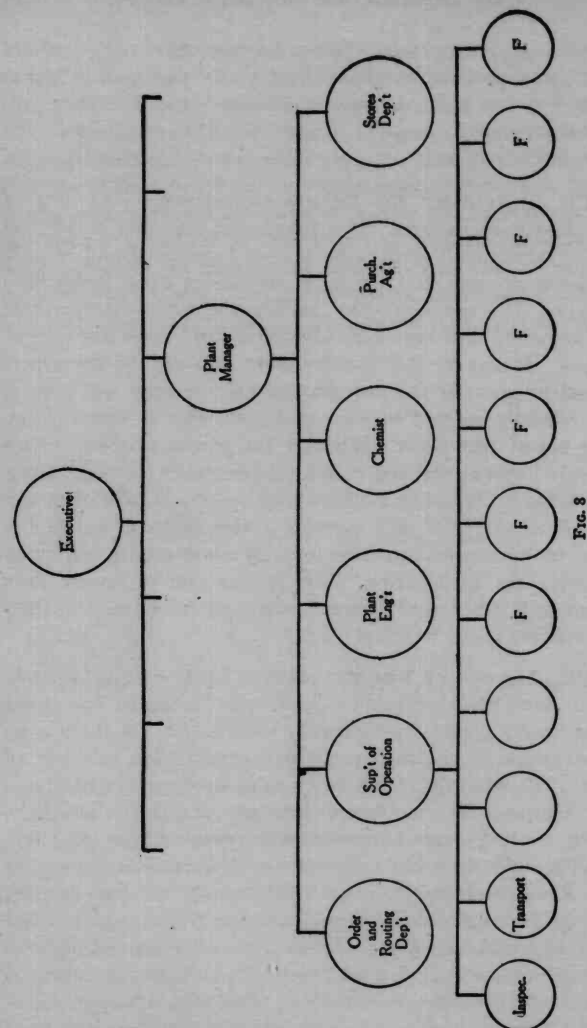 Executive
Plant
Manager
Order
and
Routing
Dep't
Sup't of
Operation
Plant
Eng'r
Chemist
Purch.
Ag't
Stores
Dep't
Inspec.
Transport
F
F
F
F
F
F
F
FIG. 3